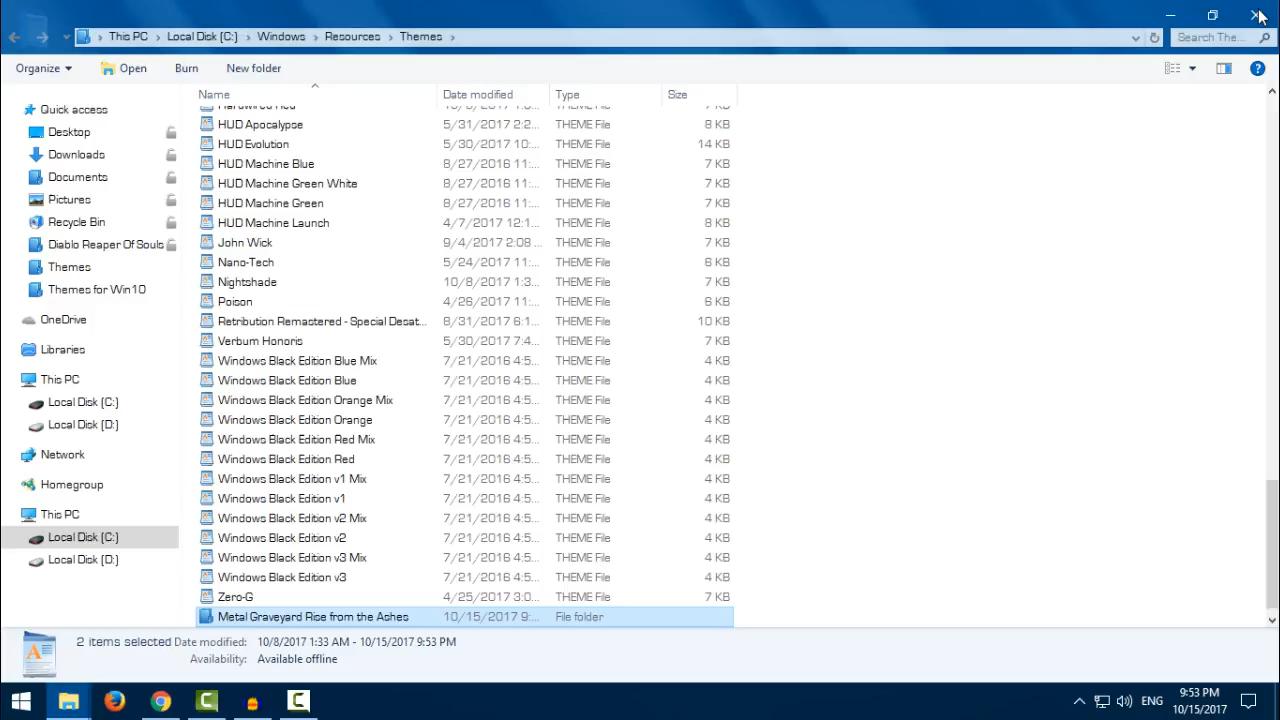 This PC › Local Disk (C:) › Windows › Resources › Themes ›
Search The...
Organize Open Burn New folder
Name Date modified Type Size
Quick access
Desktop
Downloads
Documents
Pictures
Recycle Bin
Diablo Reaper Of Souls
Themes
Themes for Win10
OneDrive
Libraries
This PC
Local Disk (C:)
Local Disk (D:)
Network
Homegroup
This PC
Local Disk (C:)
Local Disk (D:)
HUD Apocalypse 5/31/2017 2:2... THEME File 8 KB
HUD Evolution 5/30/2017 10:... THEME File 14 KB
HUD Machine Blue 8/27/2016 11:... THEME File 7 KB
HUD Machine Green White 8/27/2016 11:... THEME File 7 KB
HUD Machine Green 8/27/2016 11:... THEME File 7 KB
HUD Machine Launch 4/7/2017 12:1... THEME File 8 KB
John Wick 9/4/2017 2:08 ... THEME File 7 KB
Nano-Tech 5/24/2017 11:... THEME File 6 KB
Nightshade 10/8/2017 1:3... THEME File 7 KB
Poison 4/26/2017 11:... THEME File 6 KB
Retribution Remastered - Special Desat... 8/31/2017 6:1... THEME File 10 KB
Verbum Honoris 5/30/2017 7:4... THEME File 7 KB
Windows Black Edition Blue Mix 7/21/2016 4:5... THEME File 4 KB
Windows Black Edition Blue 7/21/2016 4:5... THEME File 4 KB
Windows Black Edition Orange Mix 7/21/2016 4:5... THEME File 4 KB
Windows Black Edition Orange 7/21/2016 4:5... THEME File 4 KB
Windows Black Edition Red Mix 7/21/2016 4:5... THEME File 4 KB
Windows Black Edition Red 7/21/2016 4:5... THEME File 4 KB
Windows Black Edition v1 Mix 7/21/2016 4:5... THEME File 4 KB
Windows Black Edition v1 7/21/2016 4:5... THEME File 4 KB
Windows Black Edition v2 Mix 7/21/2016 4:5... THEME File 4 KB
Windows Black Edition v2 7/21/2016 4:5... THEME File 4 KB
Windows Black Edition v3 Mix 7/21/2016 4:5... THEME File 4 KB
Windows Black Edition v3 7/21/2016 4:5... THEME File 4 KB
Zero-G 4/25/2017 3:0... THEME File 7 KB
Metal Graveyard Rise from the Ashes 10/15/2017 9:... File folder
2 items selected Date modified: 10/8/2017 1:33 AM - 10/15/2017 9:53 PM
Availability: Available offline
ENG
9:53 PM
10/15/2017